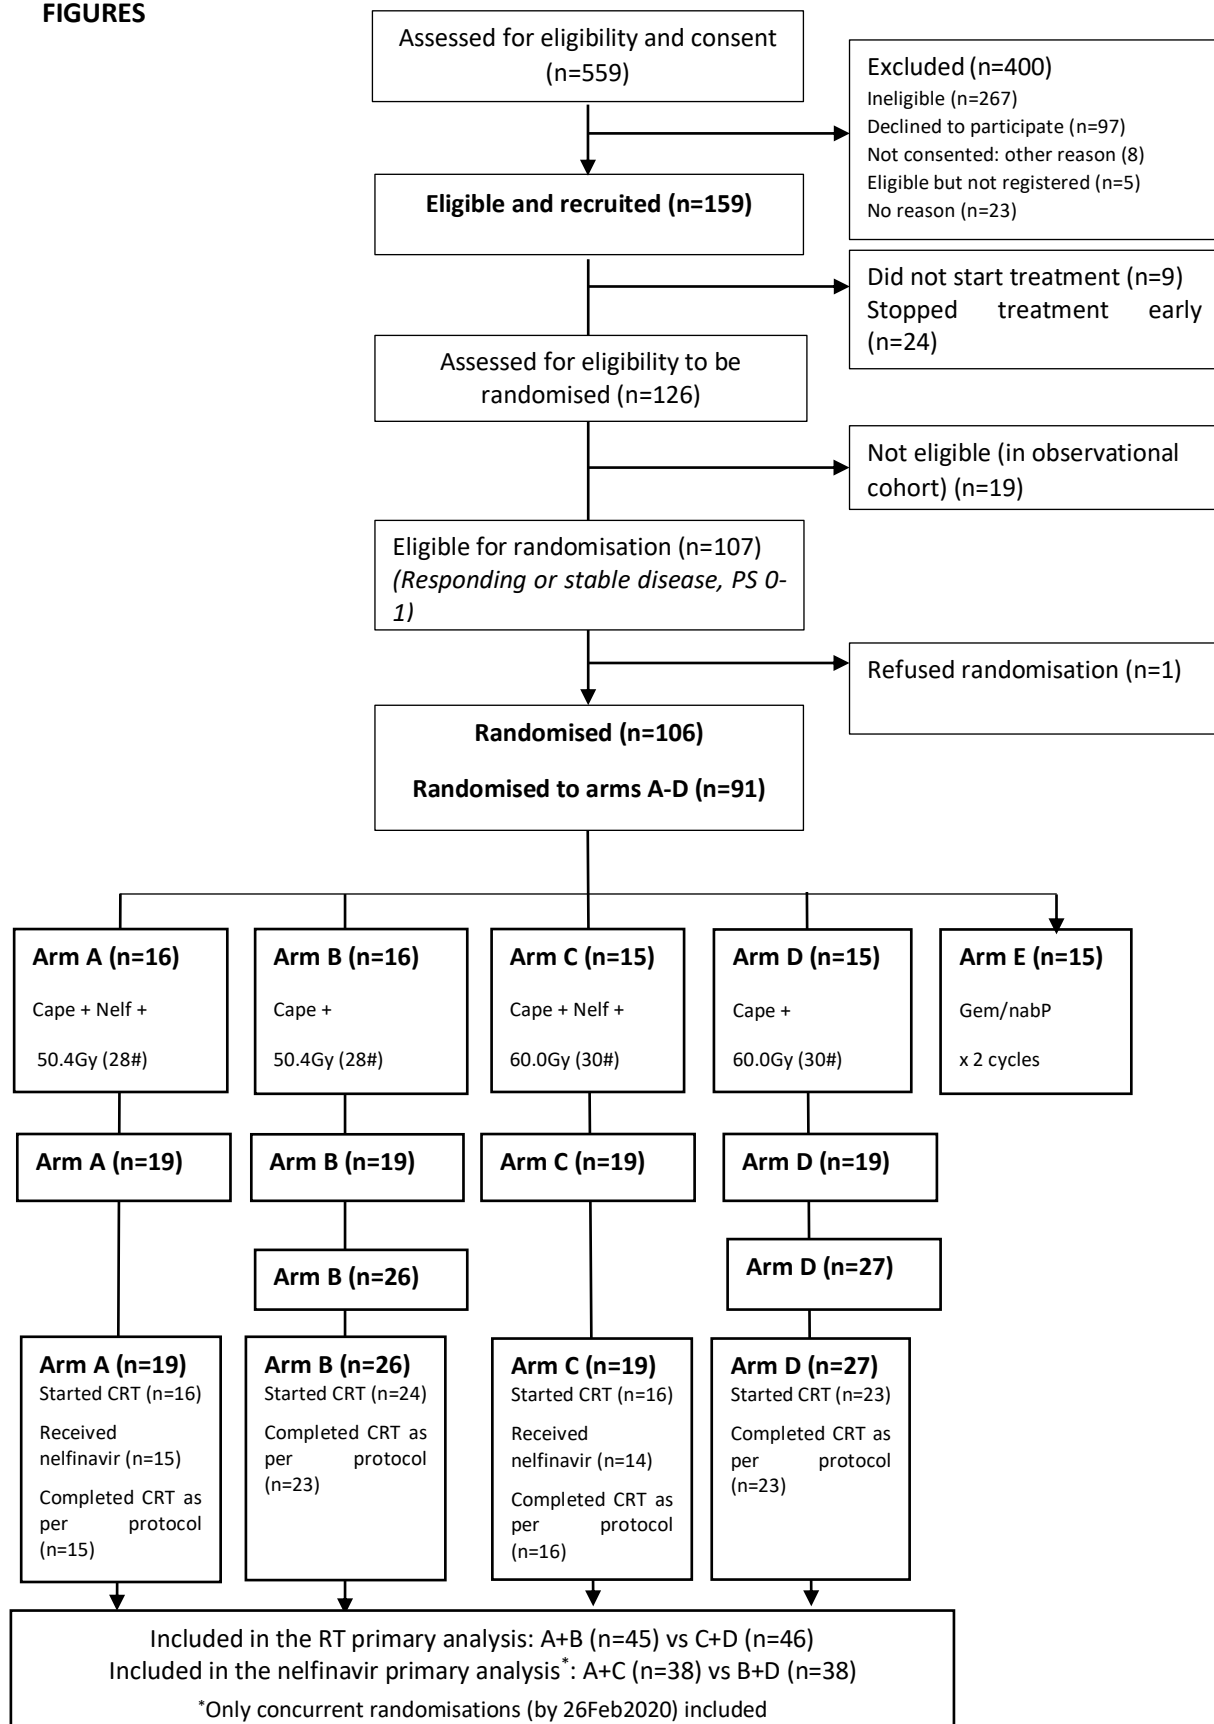 FIGURES
Assessed for eligibility and consent
(n=559)
Excluded (n=400)
Ineligible (n=267)
Declined to participate (n=97)
Not consented: other reason (8)
Eligible but not registered (n=5)
No reason (n=23)
Eligible and recruited (n=159)
Did not start treatment (n=9)
Stopped treatment early
(n=24)
Assessed for eligibility to be
randomised (n=126)
Not eligible (in observational
cohort) (n=19)
Eligible for randomisation (n=107)
(Responding or stable disease, PS 0-
1)
Refused randomisation (n=1)
Randomised (n=106)
Randomised to arms A-D (n=91)
Arm A (n=16)
Cape + Nelf +
50.4Gy (28#)
Arm B (n=16)
Cape +
50.4Gy (28#)
Arm C (n=15)
Cape + Nelf +
60.0Gy (30#)
Arm D (n=15)
Cape +
60.0Gy (30#)
Arm E (n=15)
Gem/nabP
x 2 cycles
Arm A (n=19)
Arm B (n=19)
Arm C (n=19)
Arm D (n=19)
Arm B (n=26)
Arm D (n=27)
Arm A (n=19)
Started CRT (n=16)
Received
nelfinavir (n=15)
Completed CRT as
per protocol
(n=15)
Arm B (n=26)
Started CRT (n=24)
Completed CRT as
per protocol
(n=23)
Arm C (n=19)
Started CRT (n=16)
Received
nelfinavir (n=14)
Completed CRT as
per protocol
(n=16)
Arm D (n=27)
Started CRT (n=23)
Completed CRT as
per protocol
(n=23)
Included in the RT primary analysis: A+B (n=45) vs C+D (n=46)
Included in the nelfinavir primary analysis*: A+C (n=38) vs B+D (n=38)
*Only concurrent randomisations (by 26Feb2020) included